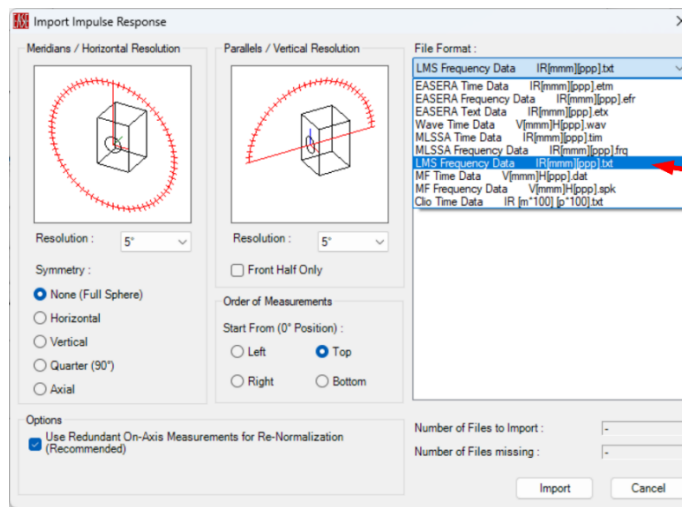 EASE
Import Impulse Response
Meridians / Horizontal Resolution
Parallels / Vertical Resolution
File Format :
LMS Frequency Data IR[mmm][ppp].txt
EASERA Time Data IR[mmm][ppp].etm
EASERA Frequency Data IR[mmm][ppp].efr
EASERA Text Data IR[mmm][ppp].etx
Wave Time Data V[mmm]H[ppp].wav
MLSSA Time Data IR[mmm][ppp].tim
MLSSA Frequency Data IR[mmm][ppp].frq
LMS Frequency Data IR[mmm][ppp].txt
MF Time Data V[mmm]H[ppp].dat
MF Frequency Data V[mmm]H[ppp].spk
Clio Time Data IR [m*100] [p*100].txt
Resolution : 5°
Resolution : 5°
Symmetry :
None (Full Sphere)
Horizontal
Vertical
Quarter (90°)
Axial
Front Half Only
Order of Measurements
Start From (0° Position) :
Left
Top
Right
Bottom
Options
Use Redundant On-Axis Measurements for Re-Normalization
(Recommended)
Number of Files to Import : -
Number of Files missing : -
Import
Cancel